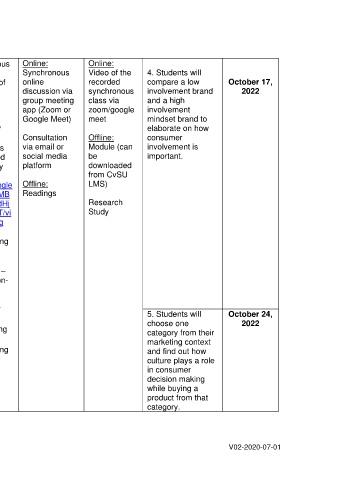 ous
of
s
d
y
ngle
MB
dHj
T/vi
g
ng
–
on-
ng
ng
Online:
Synchronous
online
discussion via
group meeting
app (Zoom or
Google Meet)
Consultation
via email or
social media
platform
Offline:
Readings
Online:
Video of the
recorded
synchronous
class via
zoom/google
meet
Offline:
Module (can
be
downloaded
from CvSU
LMS)
Research
Study
4. Students will
compare a low
involvement brand
and a high
involvement
mindset brand to
elaborate on how
consumer
involvement is
important.
October 17,
2022
5. Students will
choose one
category from their
marketing context
and find out how
culture plays a role
in consumer
decision making
while buying a
product from that
category.
October 24,
2022
V02-2020-07-01